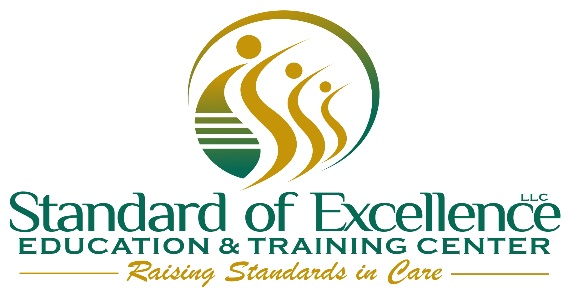 LLC
Standard of Excellence
EDUCATION & TRAINING CENTER
Raising Standards in Care